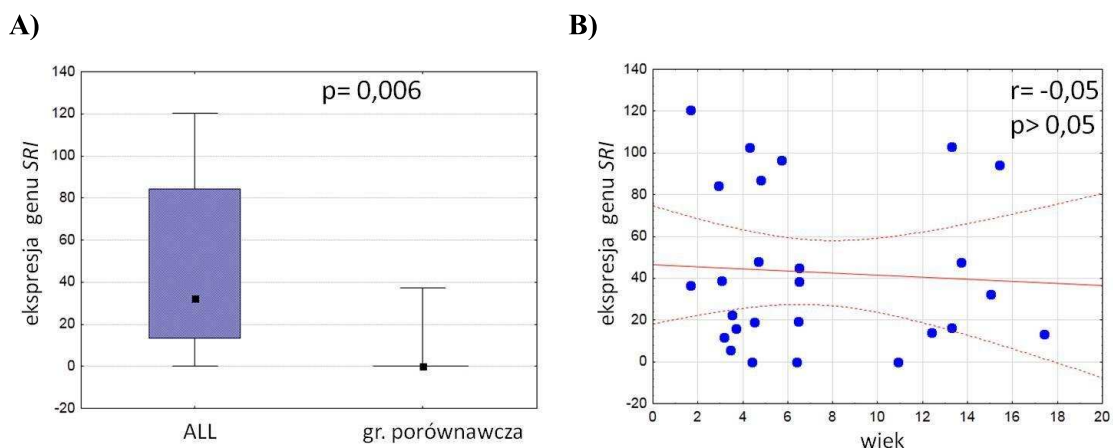 A)
B)
ekspresja genu SRI
140
120
100
80
60
40
20
0
-20
p= 0,006
ALL
gr. porównawcza
ekspresja genu SRI
140
120
100
80
60
40
20
0
-20
r= -0,05
p> 0,05
0 2 4 6 8 10 12 14 16 18 20
wiek